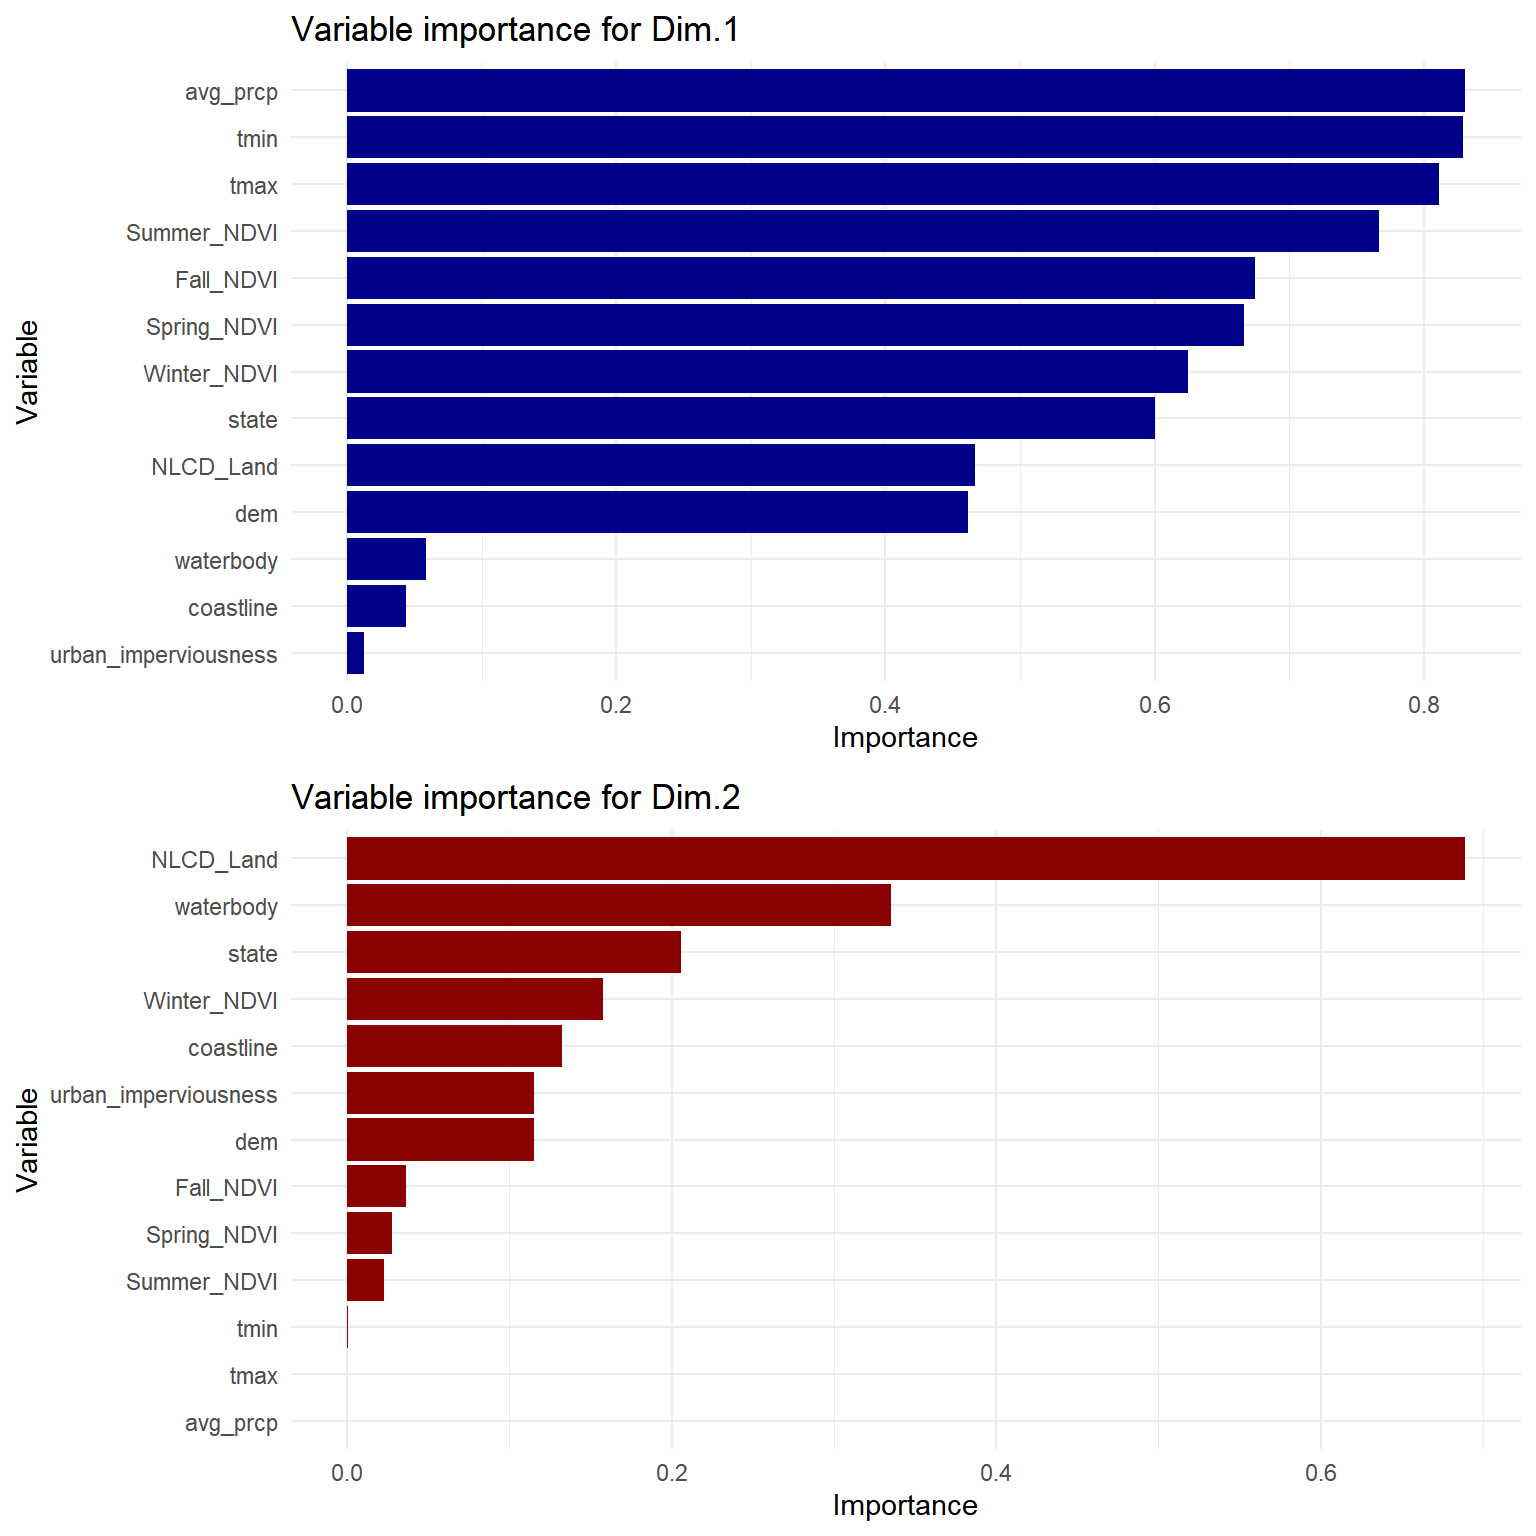 Variable importance for Dim.1
Variable
avg_prcp
tmin
tmax
Summer_NDVI
Fall_NDVI
Spring_NDVI
Winter_NDVI
state
NLCD_Land
dem
waterbody
coastline
urban_imperviousness
0.0 0.2 0.4 0.6 0.8
Importance
Variable importance for Dim.2
Variable
NLCD_Land
waterbody
state
Winter_NDVI
coastline
urban_imperviousness
dem
Fall_NDVI
Spring_NDVI
Summer_NDVI
tmin
tmax
avg_prcp
0.0 0.2 0.4 0.6
Importance